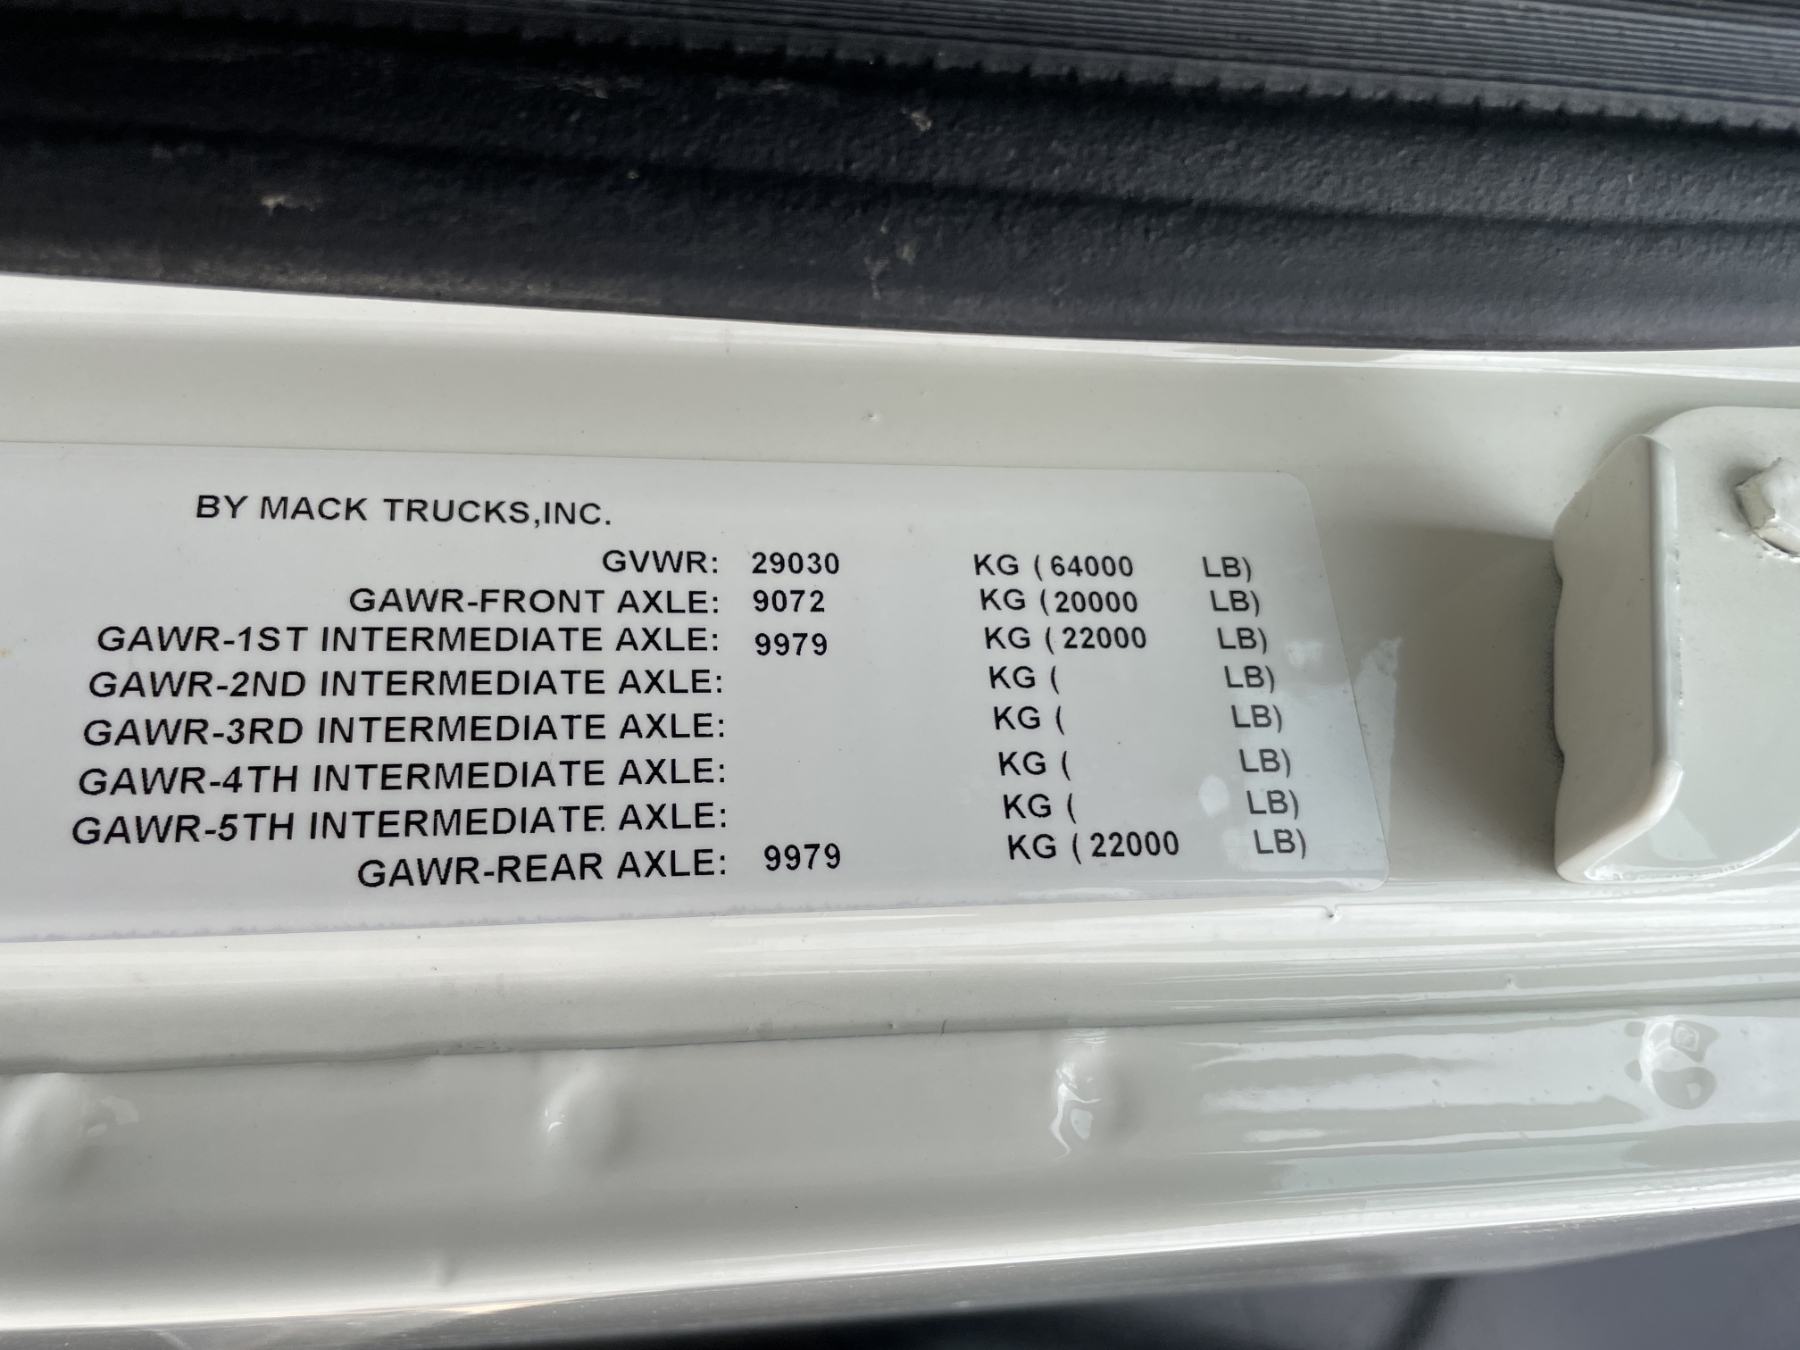 BY MACK TRUCKS,INC.
GVWR: 29030 KG (64000 LB)
GAWR-FRONT AXLE: 9072 KG (20000 LB)
GAWR-1ST INTERMEDIATE AXLE: 9979 KG (22000 LB)
GAWR-2ND INTERMEDIATE AXLE: KG ( LB)
GAWR-3RD INTERMEDIATE AXLE: KG ( LB)
GAWR-4TH INTERMEDIATE AXLE: KG ( LB)
GAWR-5TH INTERMEDIATE AXLE: KG ( LB)
GAWR-REAR AXLE: 9979 KG (22000 LB)